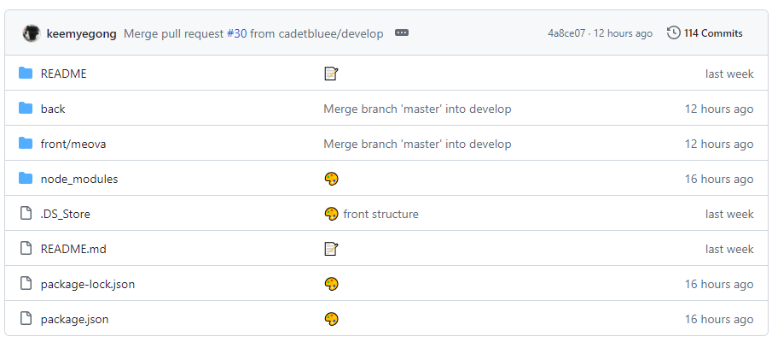 keemyegong Merge pull request #30 from cadetbluee/develop ... 4a8ce07 · 12 hours ago 114 Commits
README 📝 last week
back Merge branch 'master' into develop 12 hours ago
front/meova Merge branch 'master' into develop 12 hours ago
node_modules 🎨 16 hours ago
.DS_Store 🎨 front structure last week
README.md 📝 last week
package-lock.json 🎨 16 hours ago
package.json 🎨 16 hours ago